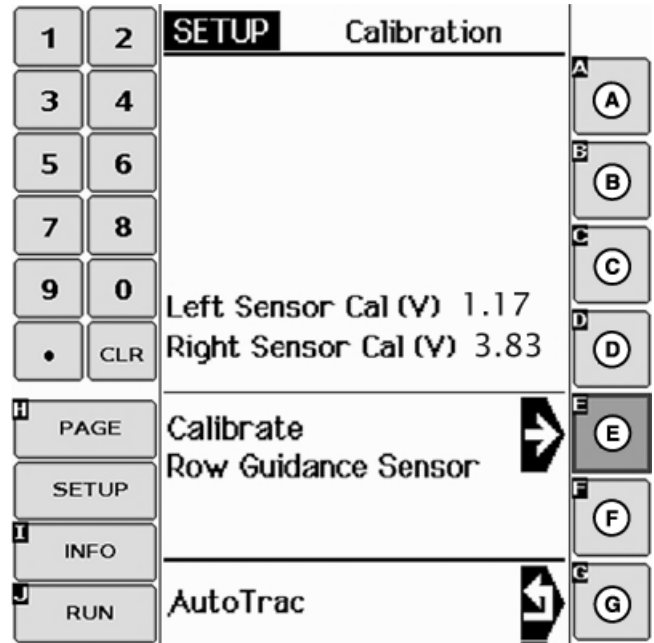 1 2
3 4
5 6
7 8
9 0
• CLR
H PAGE
SETUP
I INFO
J RUN
SETUP Calibration
Left Sensor Cal (V) 1.17
Right Sensor Cal (V) 3.83
Calibrate
Row Guidance Sensor
AutoTrac
A A
B B
C C
D D
E E
F F
G G